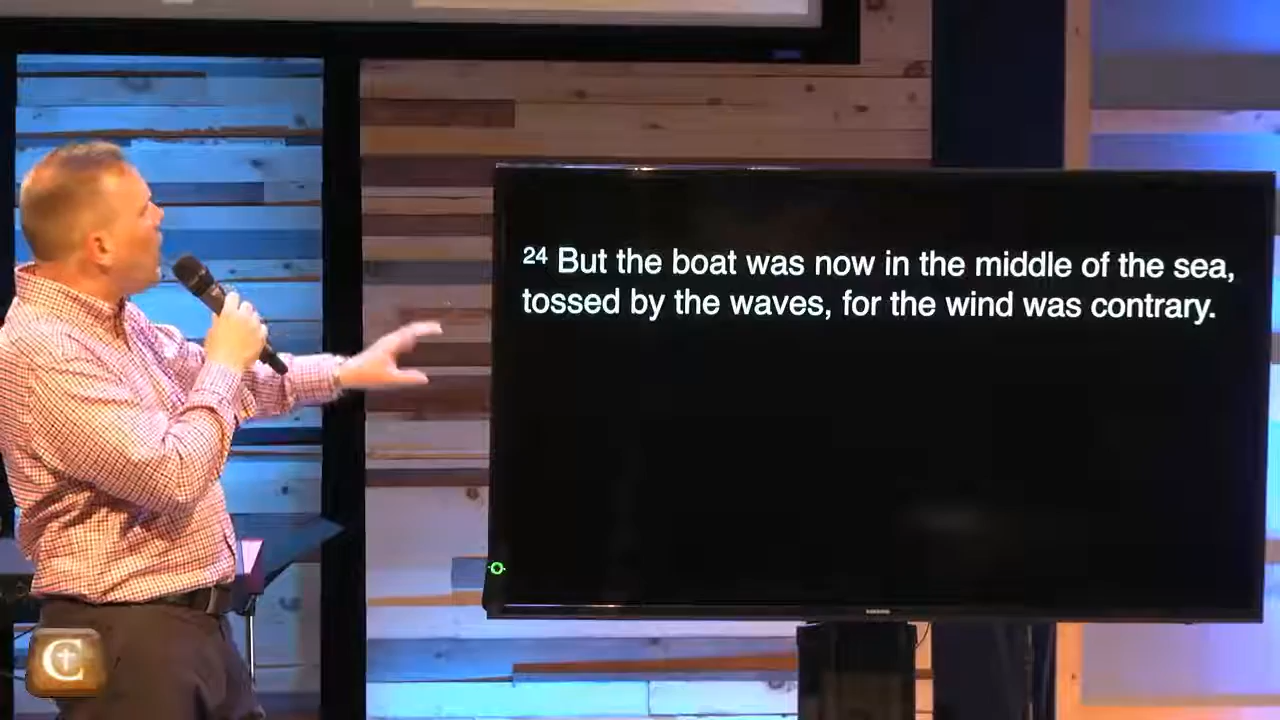 24 But the boat was now in the middle of the sea,
tossed by the waves, for the wind was contrary.
C